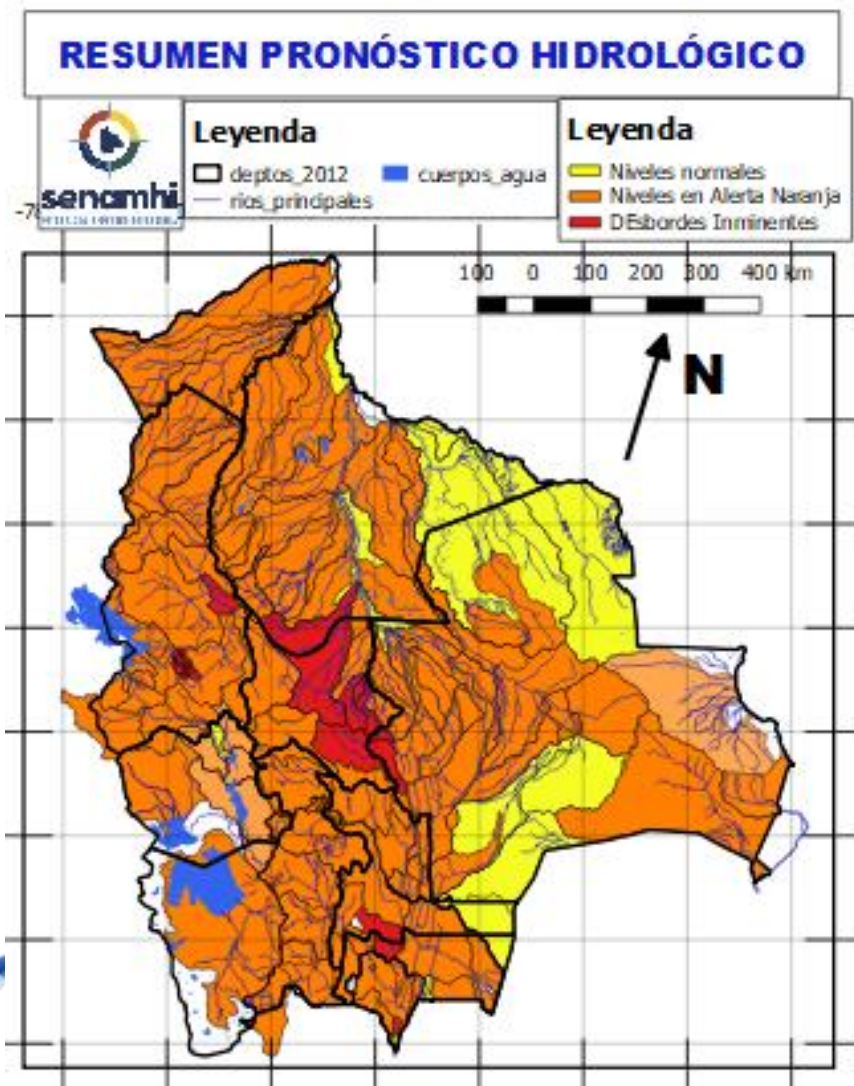 RESUMEN PRONÓSTICO HIDROLÓGICO
senamhi
Leyenda
deptos_2012 cuerpos_agua
rios_principales
Leyenda
Niveles normales
Niveles en Alerta Naranja
DEsbordes Inminentes
100 0 100 200 300 400 km
N